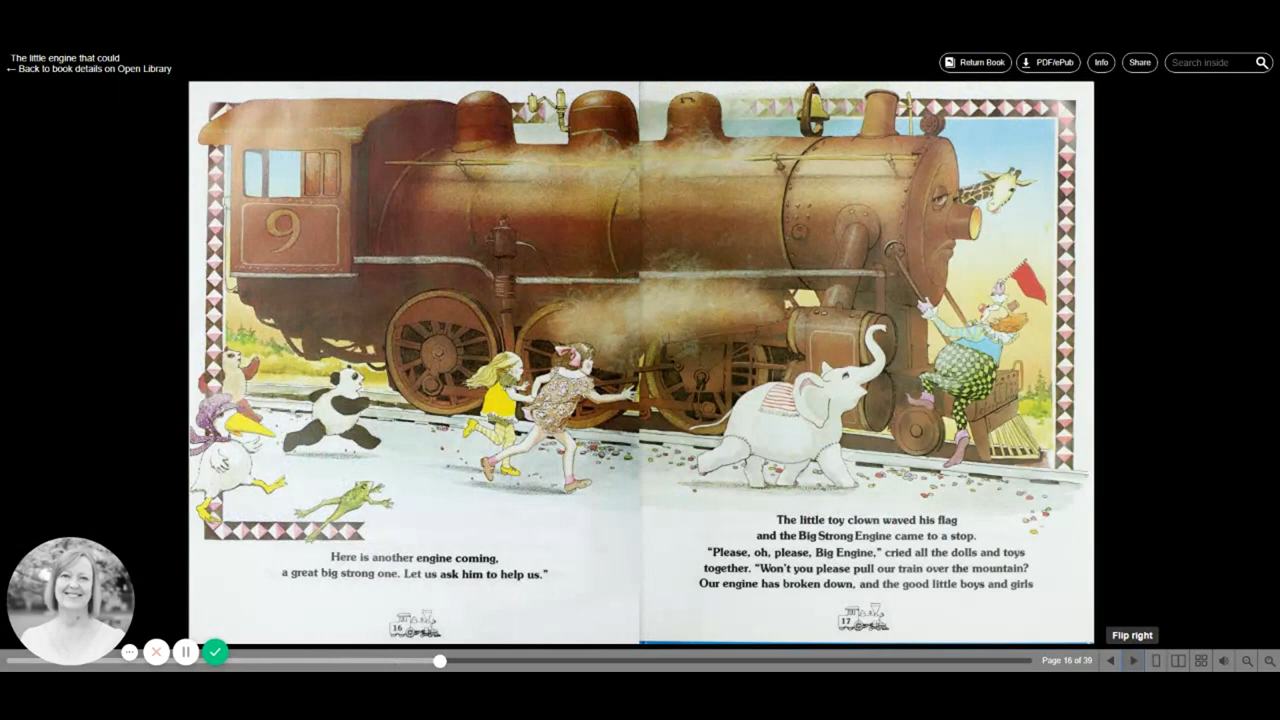 The little engine that could
← Back to book details on Open Library
Return Book
PDF/ePub
Info
Share
Search inside
9
Here is another engine coming,
a great big strong one. Let us ask him to help us.”
16
The little toy clown waved his flag
and the Big Strong Engine came to a stop.
“Please, oh, please, Big Engine,” cried all the dolls and toys
together. “Won’t you please pull our train over the mountain?
Our engine has broken down, and the good little boys and girls
17
Flip right
Page 16 of 39